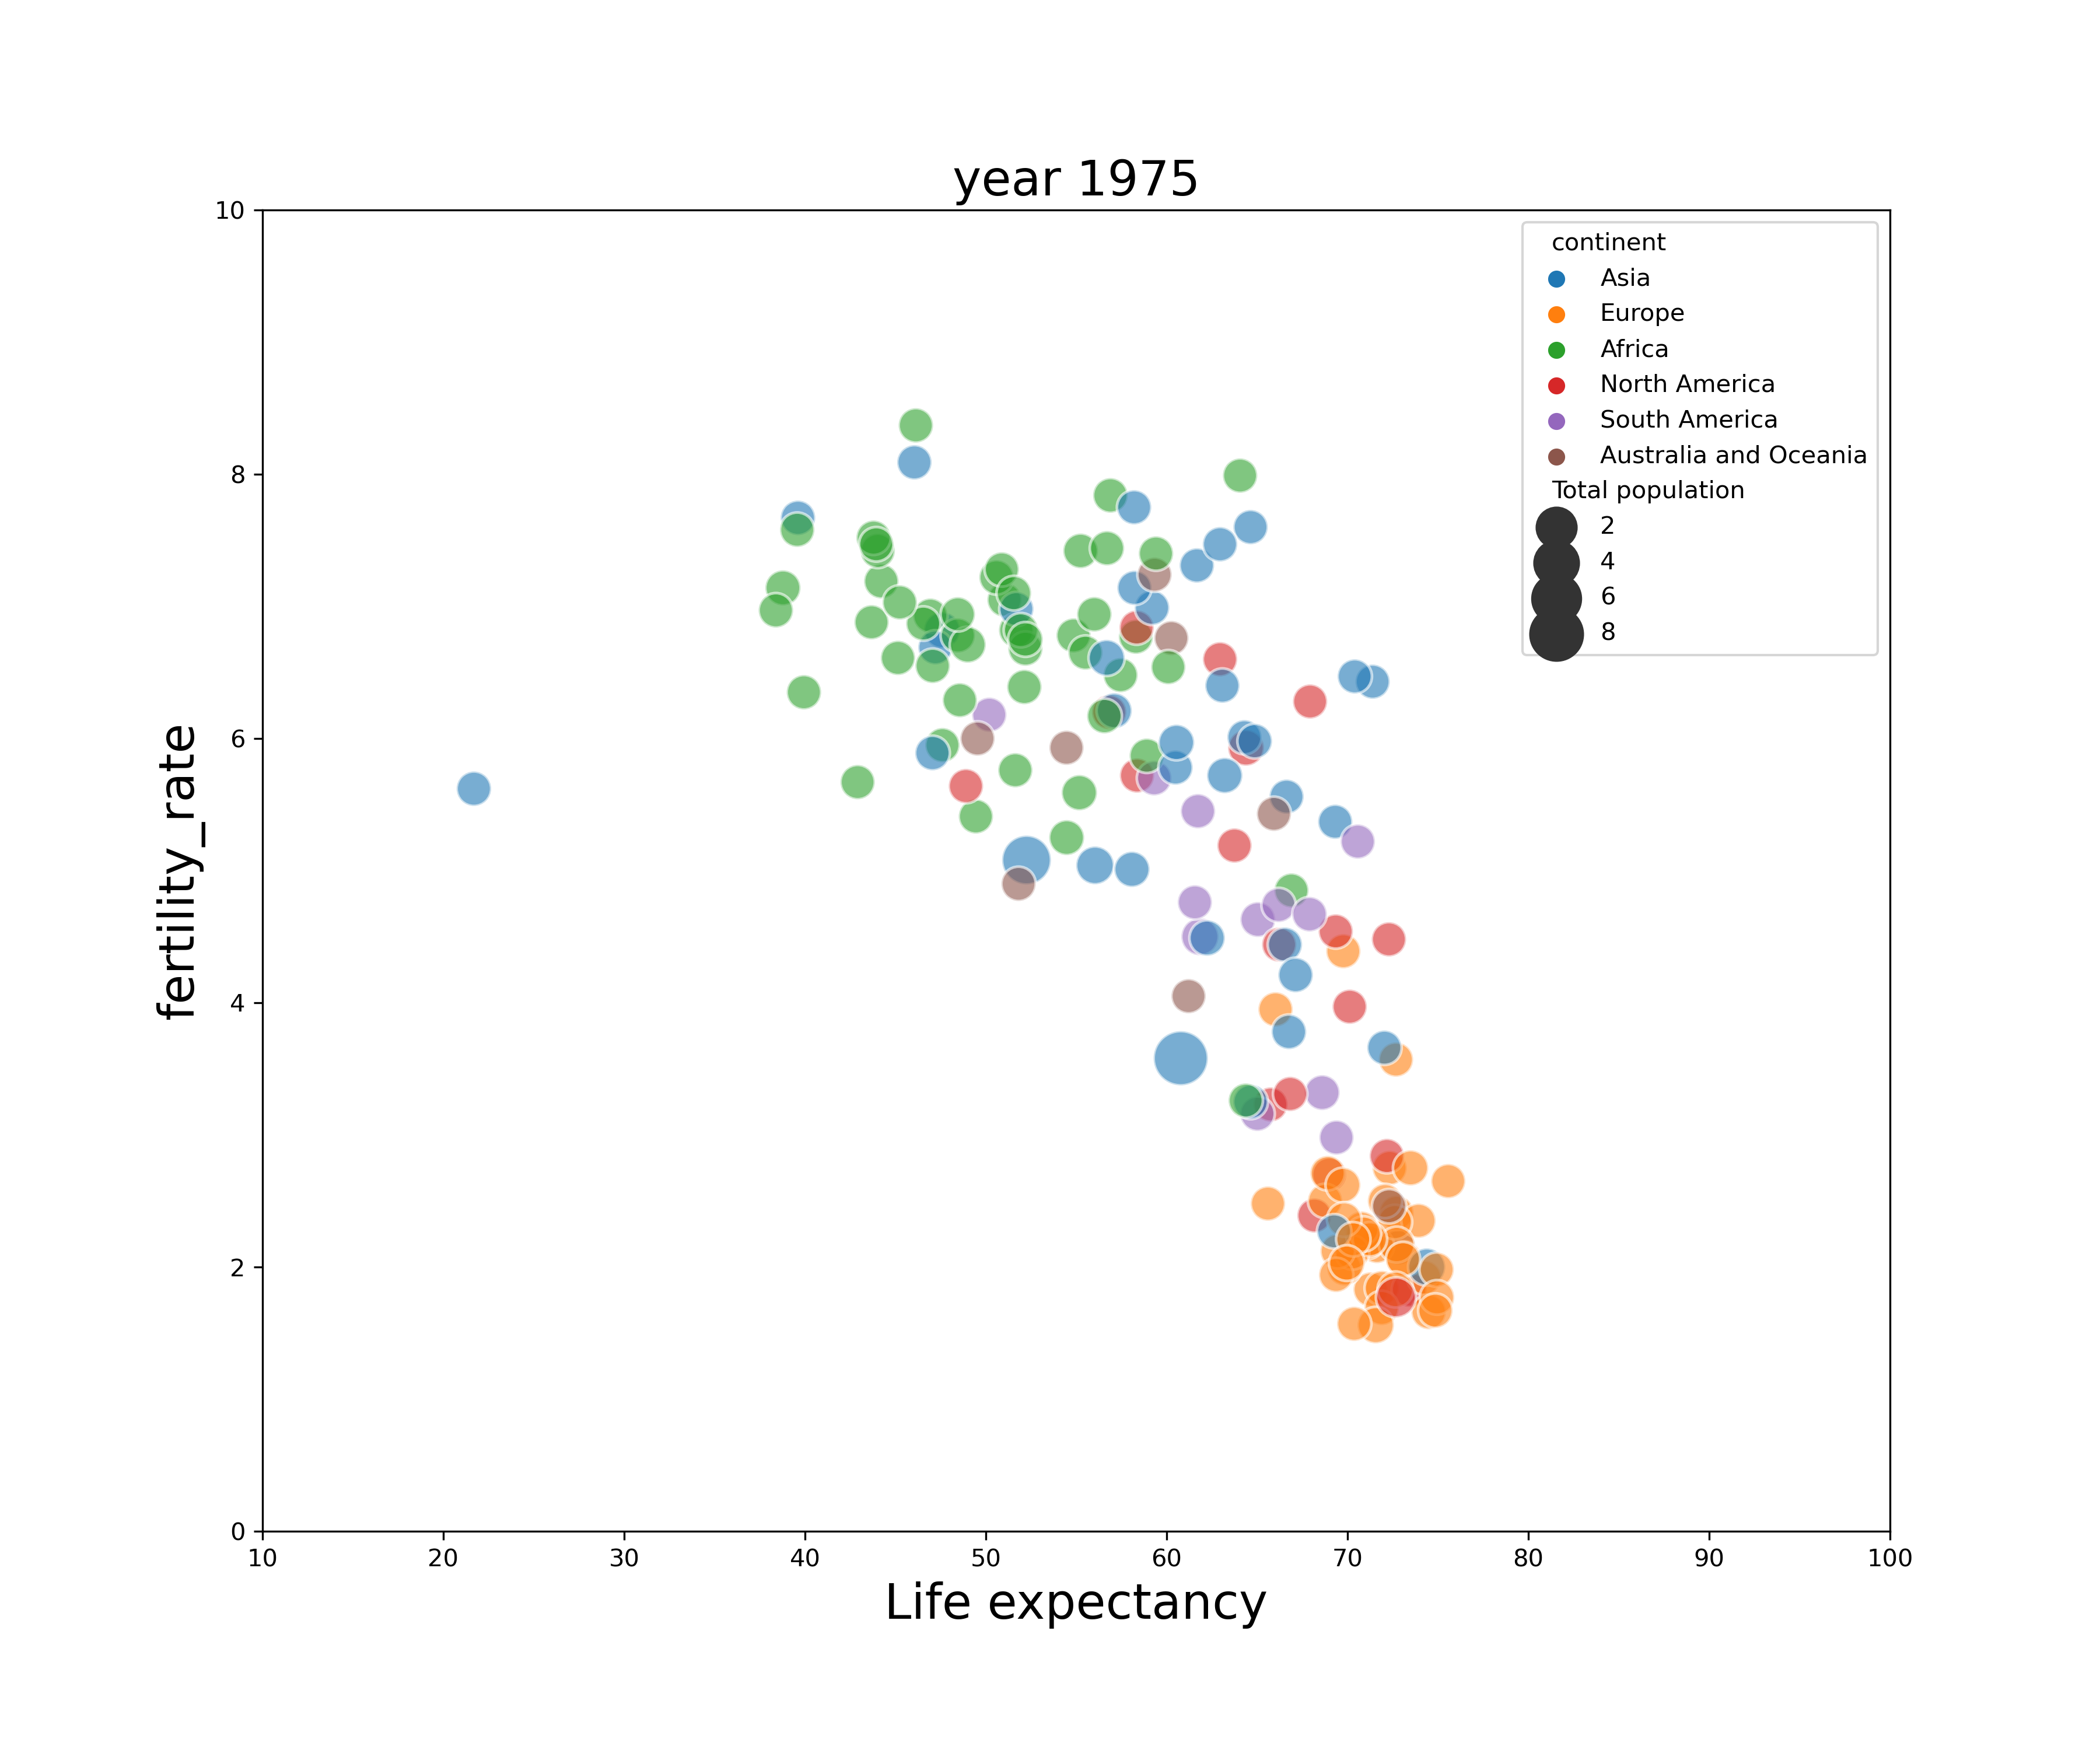 year 1975
10
8
6
4
2
0
fertility_rate
10 20 30 40 50 60 70 80 90 100
Life expectancy
continent
Asia
Europe
Africa
North America
South America
Australia and Oceania
Total population
2
4
6
8